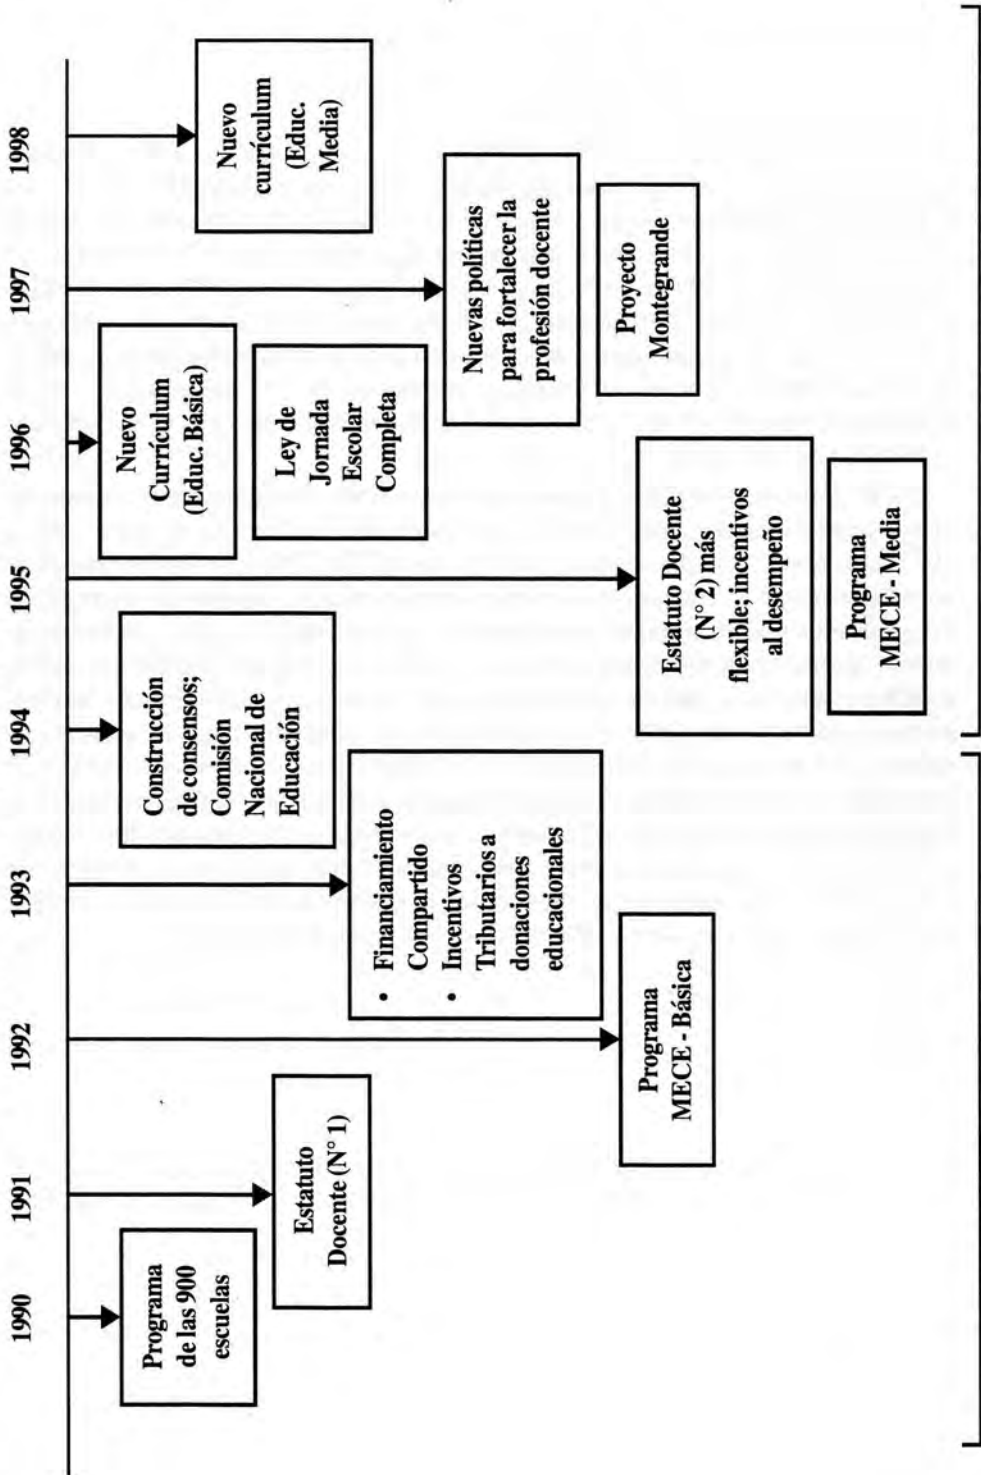 1990
1991
1992
1993
1994
1995
1996
1997
1998
Programa
de las 900
escuelas
Estatuto
Docente (N° 1)
Programa
MECE - Básica
• Financiamiento
Compartido
• Incentivos
Tributarios a
donaciones
educacionales
Construcción
de consensos;
Comisión
Nacional de
Educación
Estatuto Docente
(N° 2) más
flexible; incentivos
al desempeño
Programa
MECE - Media
Nuevo
Currículum
(Educ. Básica)
Ley de
Jornada
Escolar
Completa
Nuevas políticas
para fortalecer la
profesión docente
Proyecto
Montegrande
Nuevo
currículum
(Educ.
Media)